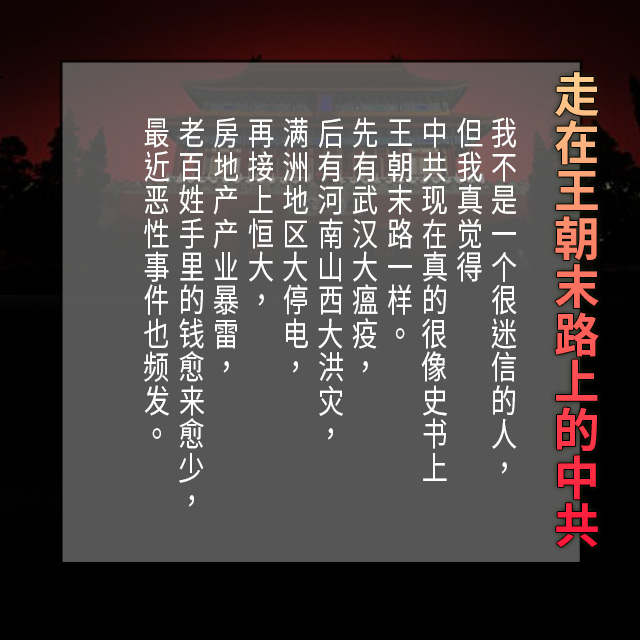 走在王朝末路上的中共
我不是一个很迷信的人，
但我真觉得
中共现在真的很像史书上
王朝末路一样。
先有武汉大瘟疫，
后有河南山西大洪灾，
满洲地区大停电，
再接上恒大，
房地产产业暴雷，
老百姓手里的钱愈来愈少，
最近恶性事件也频发。